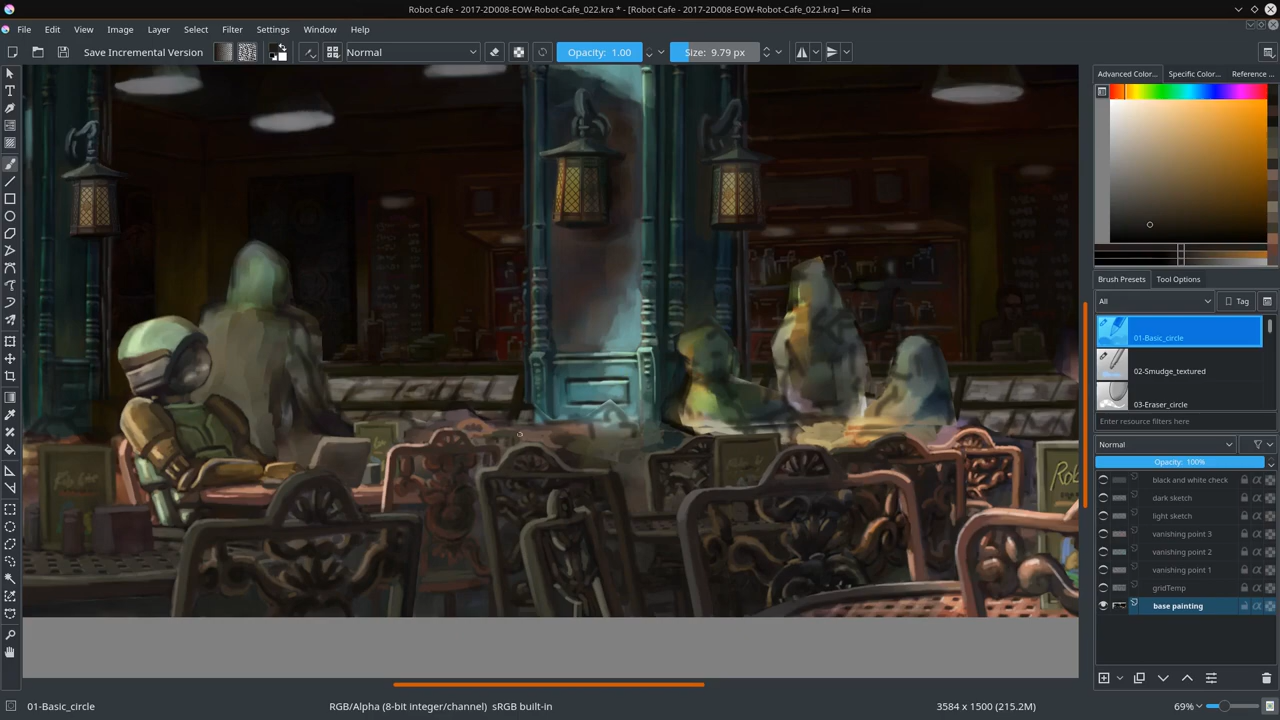 Robot Cafe - 2017-2D008-EOW-Robot-Cafe_022.kra * - [Robot Cafe - 2017-2D008-EOW-Robot-Cafe_022.kra] — Krita
File Edit View Image Layer Select Filter Settings Window Help
Save Incremental Version Normal Opacity: 1.00 Size: 9.79 px
Advanced Color... Specific Color... Reference ...
Brush Presets Tool Options
All Tag
01-Basic_circle
02-Smudge_textured
03-Eraser_circle
Enter resource filters here
Normal
Opacity: 100%
black and white check
dark sketch
light sketch
vanishing point 3
vanishing point 2
vanishing point 1
gridTemp
base painting
01-Basic_circle RGB/Alpha (8-bit integer/channel) sRGB built-in 3584 x 1500 (215.2M) 69%